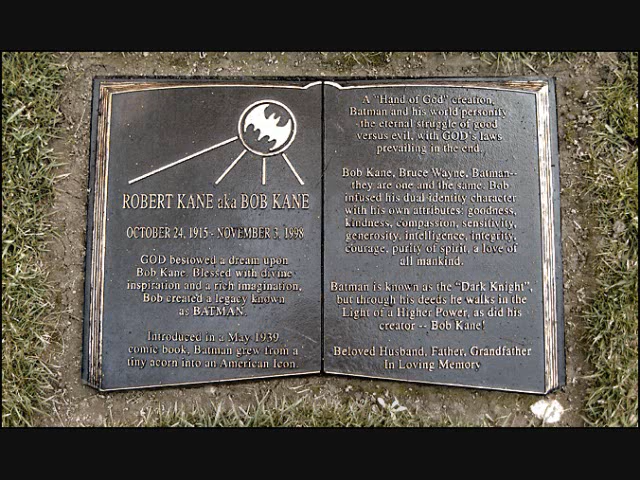 ROBERT KANE aka BOB KANE
OCTOBER 24, 1915 - NOVEMBER 3, 1998
GOD bestowed a dream upon
Bob Kane. Blessed with divine
inspiration and a rich imagination,
Bob created a legacy known
as BATMAN.
Introduced in a May 1939
comic book, Batman grew from a
tiny acorn into an American Icon.
A "Hand of God" creation,
Batman and his world personify
the eternal struggle of good
versus evil, with GOD's laws
prevailing in the end.
Bob Kane, Bruce Wayne, Batman--
they are one and the same. Bob
infused his dual identity character
with his own attributes: goodness,
kindness, compassion, sensitivity,
generosity, intelligence, integrity,
courage, purity of spirit, a love of
all mankind.
Batman is known as the "Dark Knight",
but through his deeds he walks in the
Light of a Higher Power, as did his
creator -- Bob Kane!
Beloved Husband, Father, Grandfather
In Loving Memory